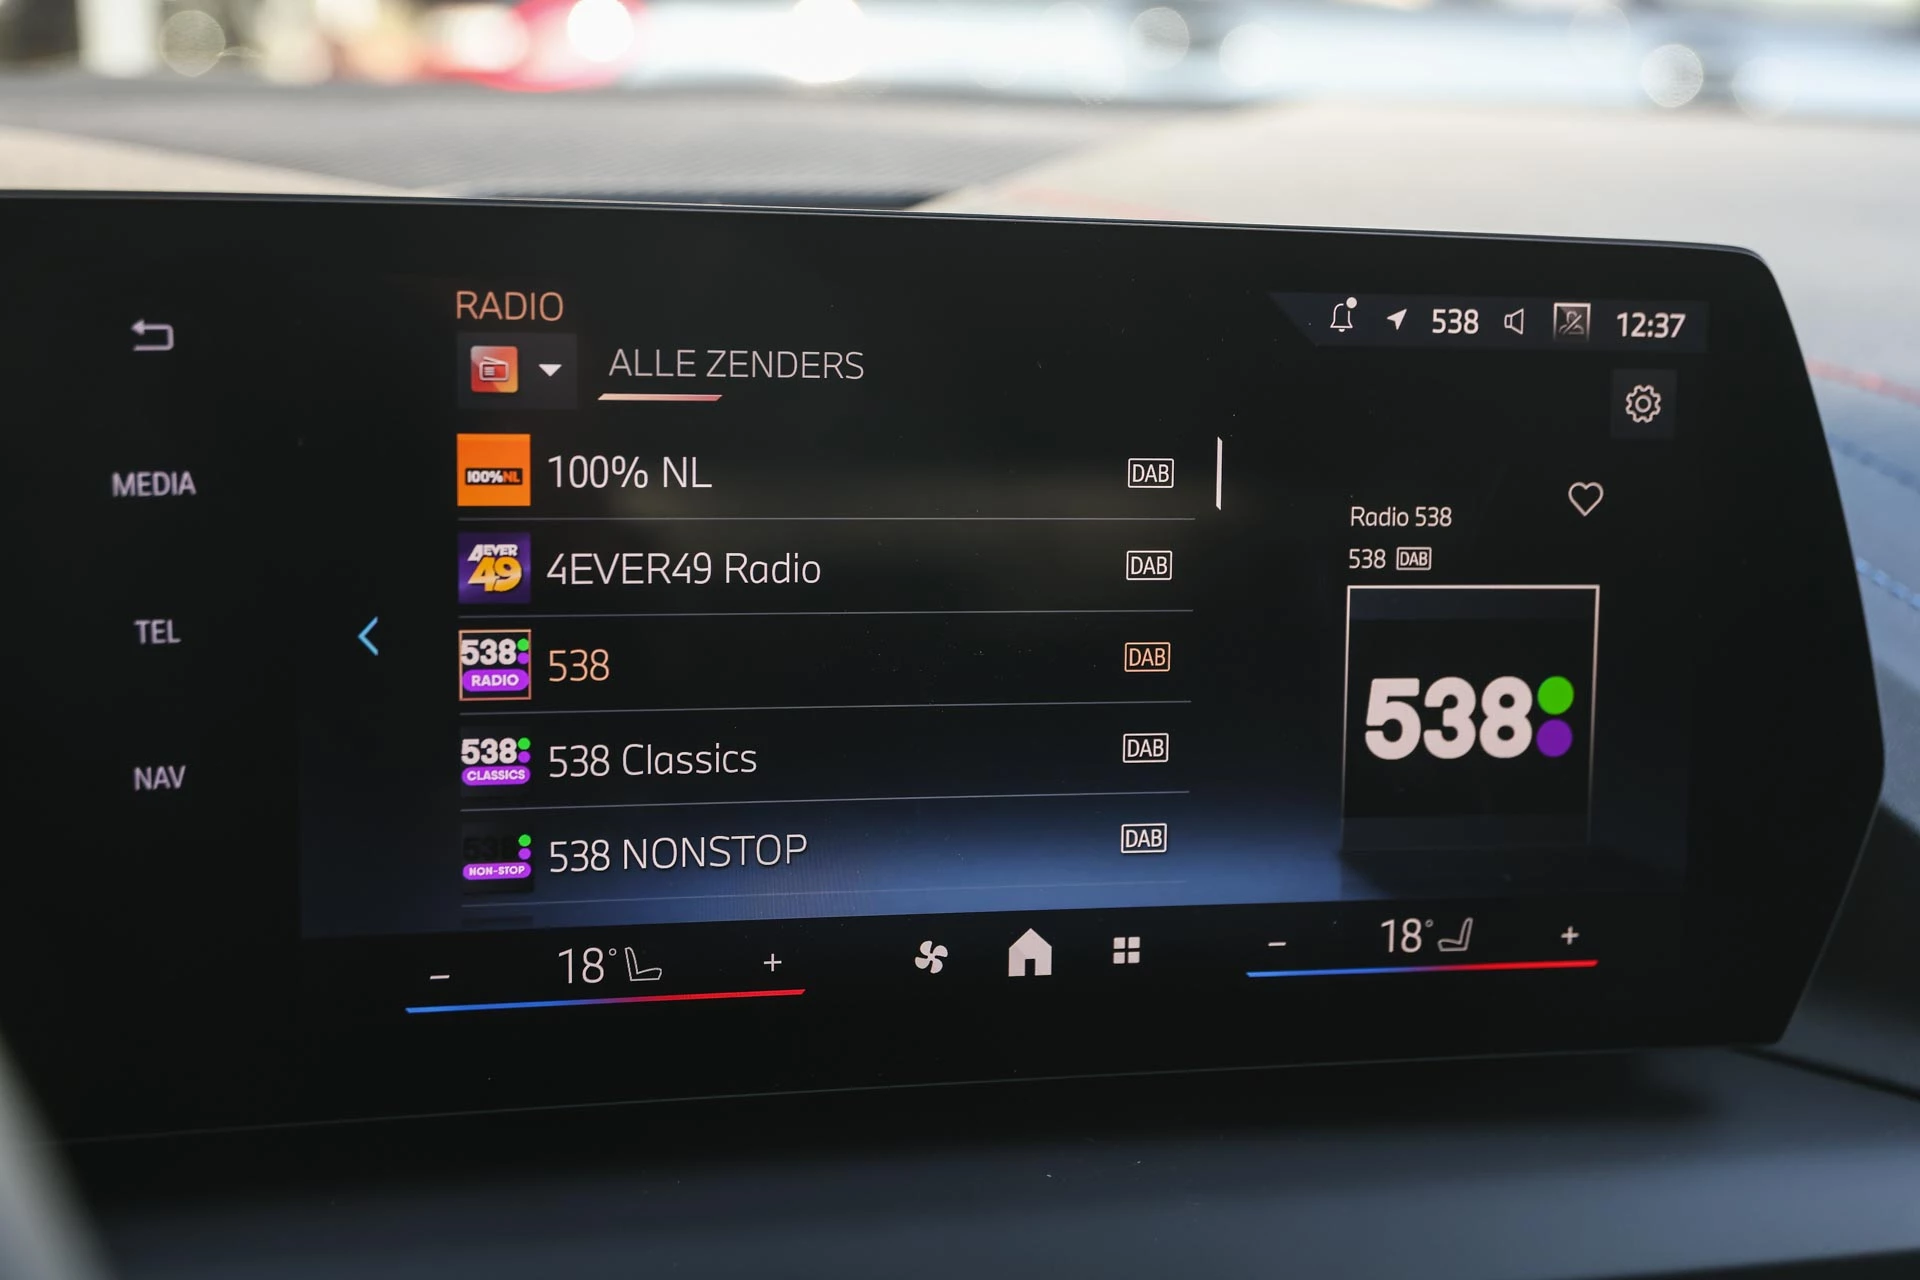 RADIO
538
12:37
ALLE ZENDERS
MEDIA
TEL
NAV
100%NL
100% NL
DAB
4EVER
49
4EVER49 Radio
DAB
538
RADIO
538
DAB
538
CLASSICS
538 Classics
DAB
538
NON-STOP
538 NONSTOP
DAB
Radio 538
538 DAB
538
- 18° +
- 18° +